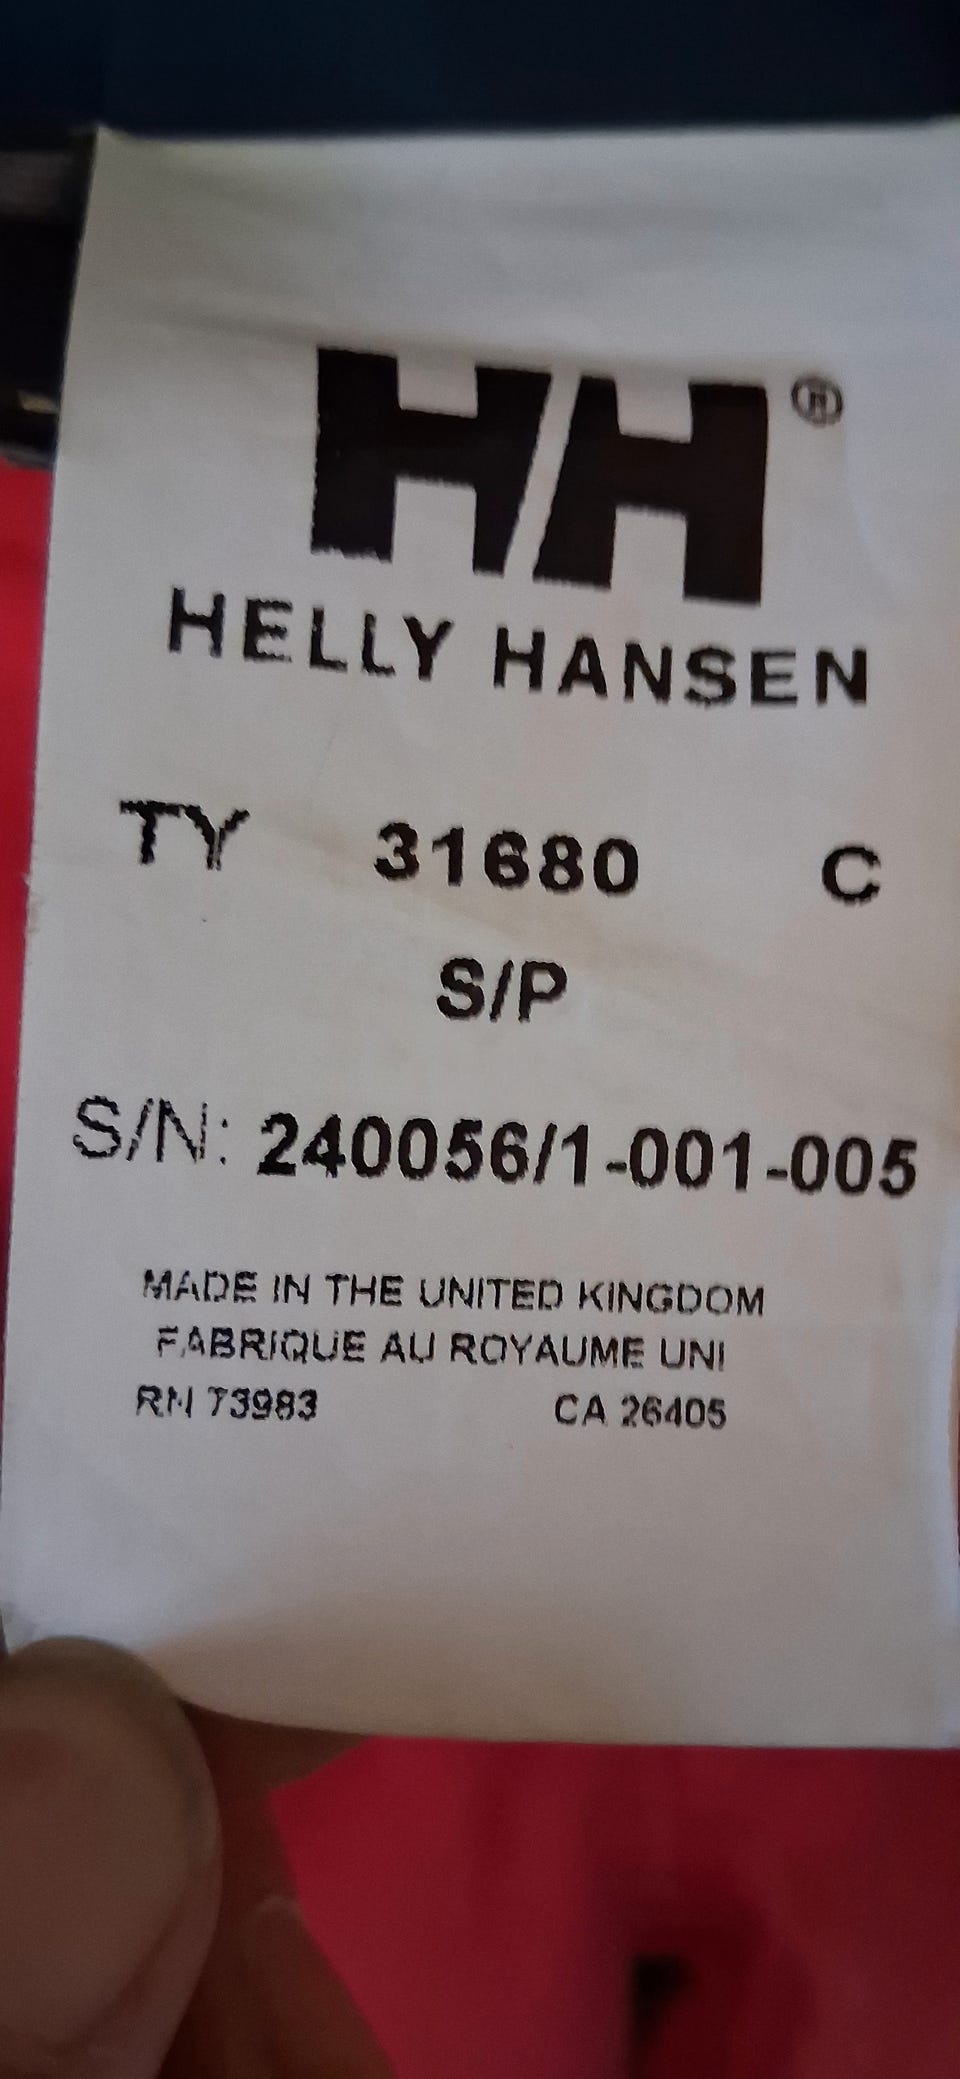 HH®
HELLY HANSEN
TY 31680 C
S/P
S/N: 240056/1-001-005
MADE IN THE UNITED KINGDOM
FABRIQUE AU ROYAUME UNI
RN 73983 CA 26405